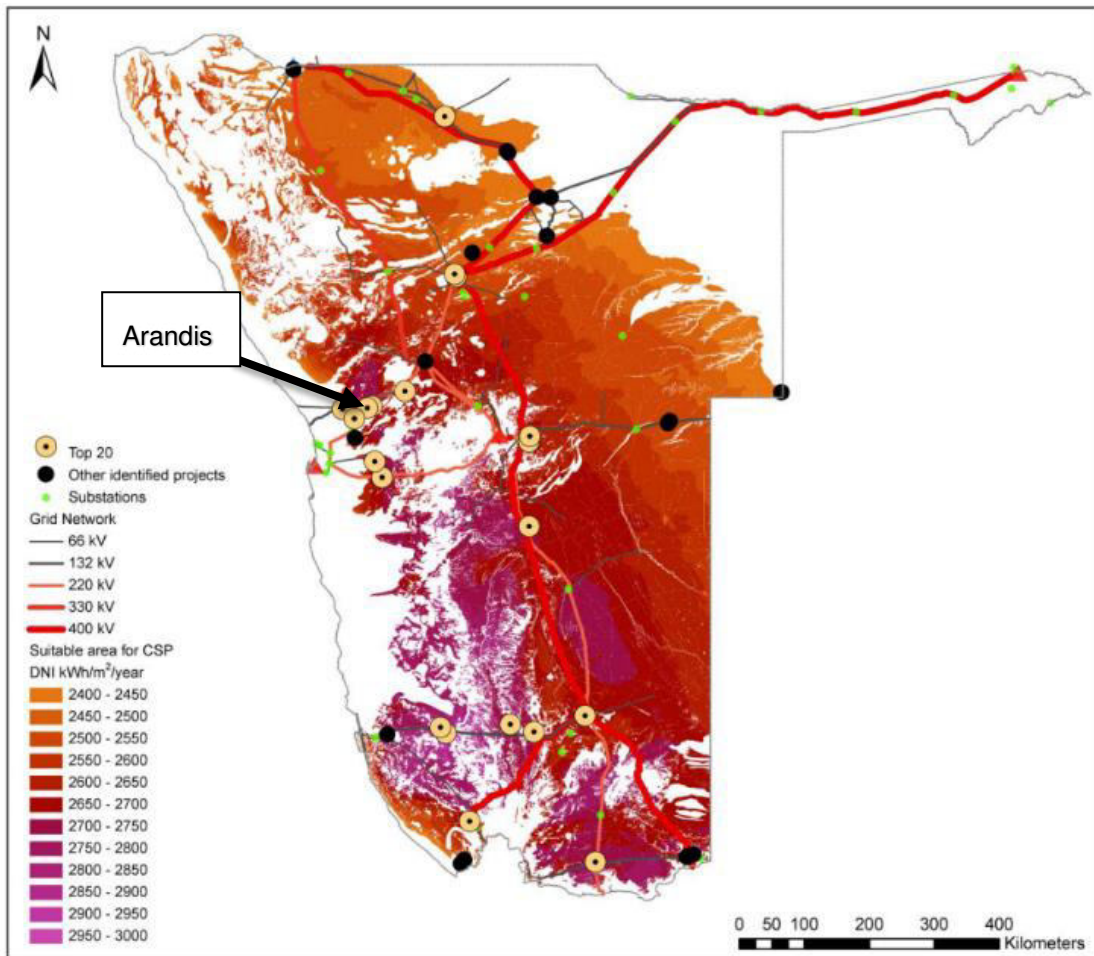 N
Arandis
Top 20
Other identified projects
Substations
Grid Network
66 kV
132 kV
220 kV
330 kV
400 kV
Suitable area for CSP
DNI kWh/m²/year
2400 - 2450
2450 - 2500
2500 - 2550
2550 - 2600
2600 - 2650
2650 - 2700
2700 - 2750
2750 - 2800
2800 - 2850
2850 - 2900
2900 - 2950
2950 - 3000
0 50 100 200 300 400
Kilometers